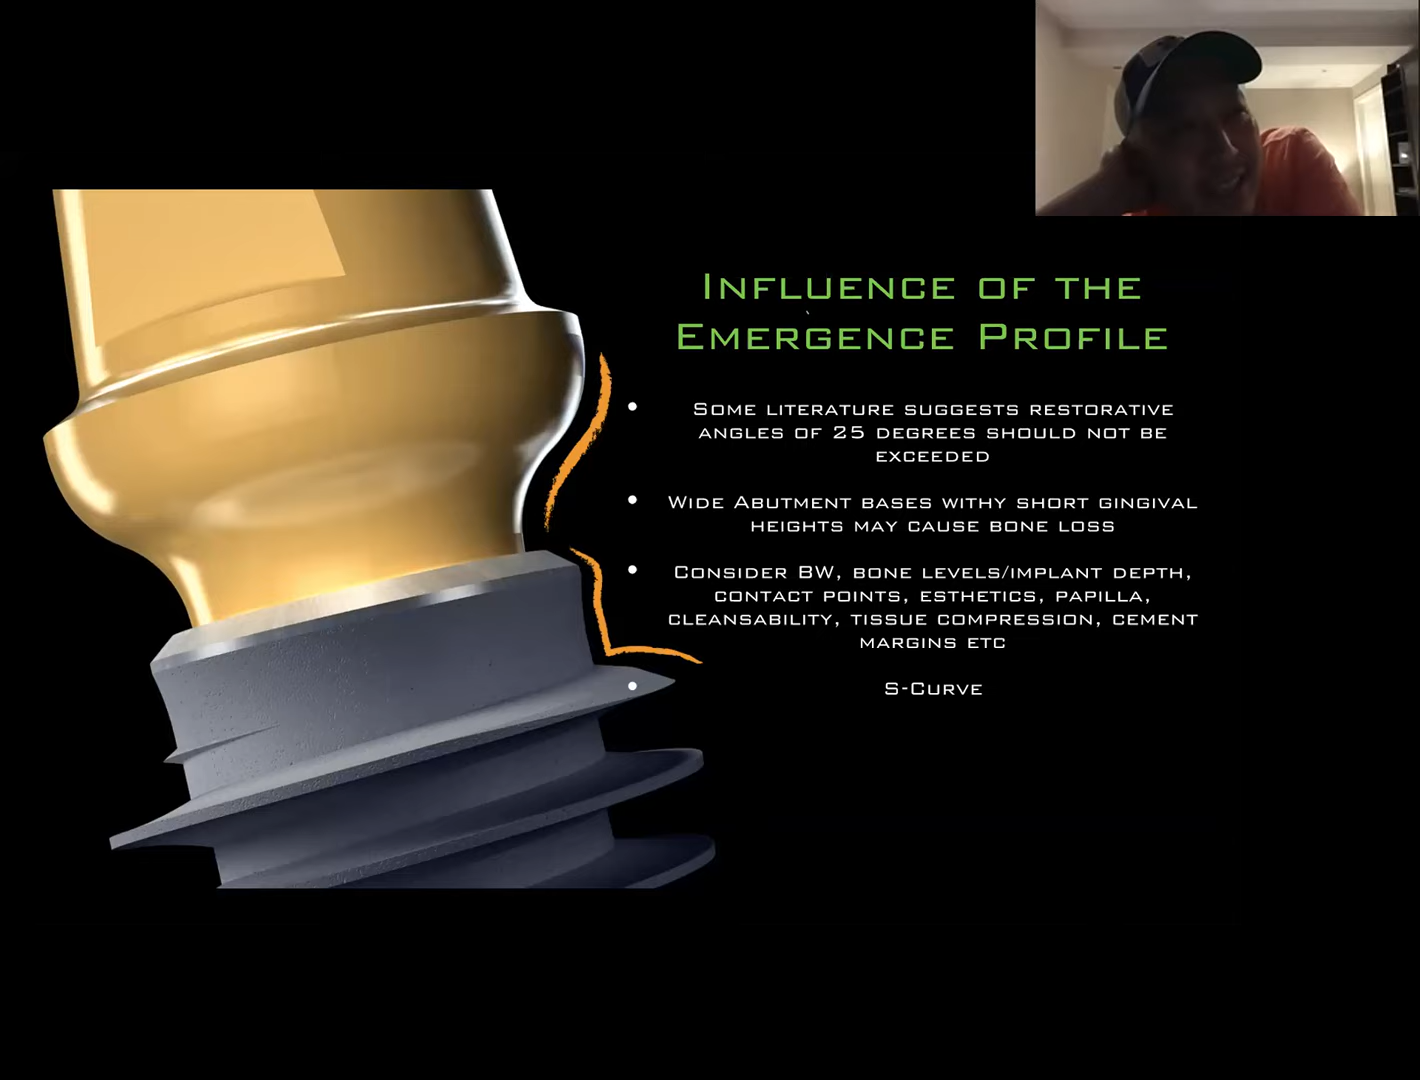 Influence of the
Emergence Profile
• Some literature suggests restorative
angles of 25 degrees should not be
exceeded
• Wide Abutment bases withy short gingival
heights may cause bone loss
• Consider BW, bone levels/implant depth,
contact points, esthetics, papilla,
cleansability, tissue compression, cement
margins etc
• S-Curve